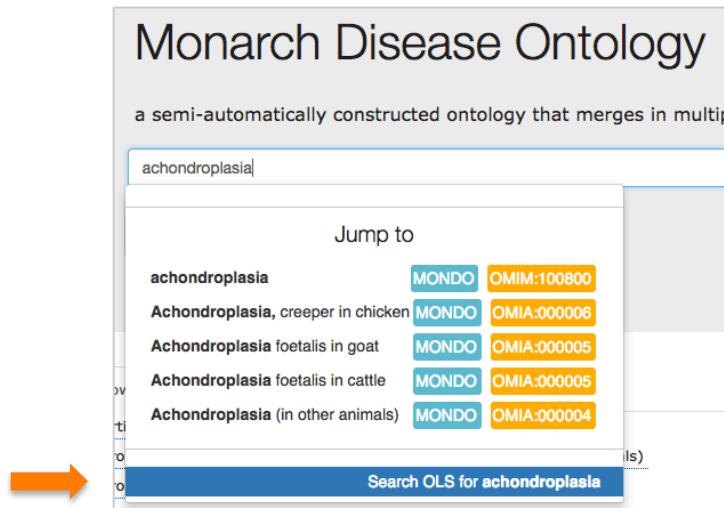 Monarch Disease Ontology
a semi-automatically constructed ontology that merges in
achondroplasia
Jump to
achondroplasia MONDO OMIM:100800
Achondroplasia, creeper in chicken MONDO OMIA:000006
Achondroplasia foetalis in goat MONDO OMIA:000005
Achondroplasia foetalis in cattle MONDO OMIA:000005
Achondroplasia (in other animals) MONDO OMIA:000004
Search OLS for achondroplasia